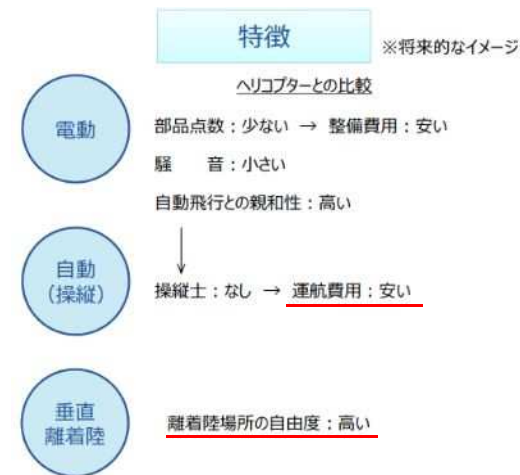 特徴
※将来的なイメージ
ヘリコプターとの比較
電動
部品点数：少ない → 整備費用：安い
騒　音：小さい
自動飛行との親和性：高い
自動
（操縦）
操縦士：なし → 運航費用：安い
垂直
離着陸
離着陸場所の自由度：高い